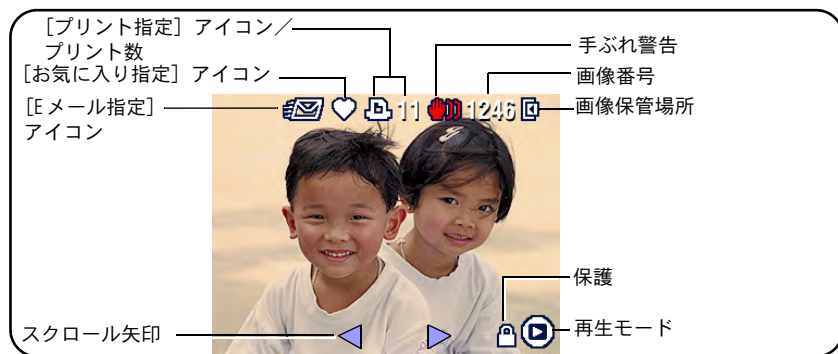 ［プリント指定］アイコン／
プリント数
［お気に入り指定］アイコン
［Eメール指定］
アイコン
手ぶれ警告
画像番号
画像保管場所
11
1246
保護
スクロール矢印
再生モード